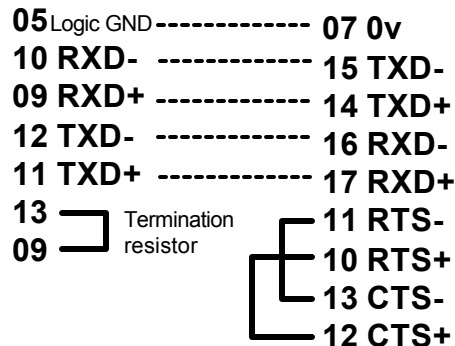 05 Logic GND ------------- 07 0v
10 RXD- ------------- 15 TXD-
09 RXD+ ------------- 14 TXD+
12 TXD- ------------- 16 RXD-
11 TXD+ ------------- 17 RXD+
13
09
Termination
resistor
11 RTS-
10 RTS+
13 CTS-
12 CTS+